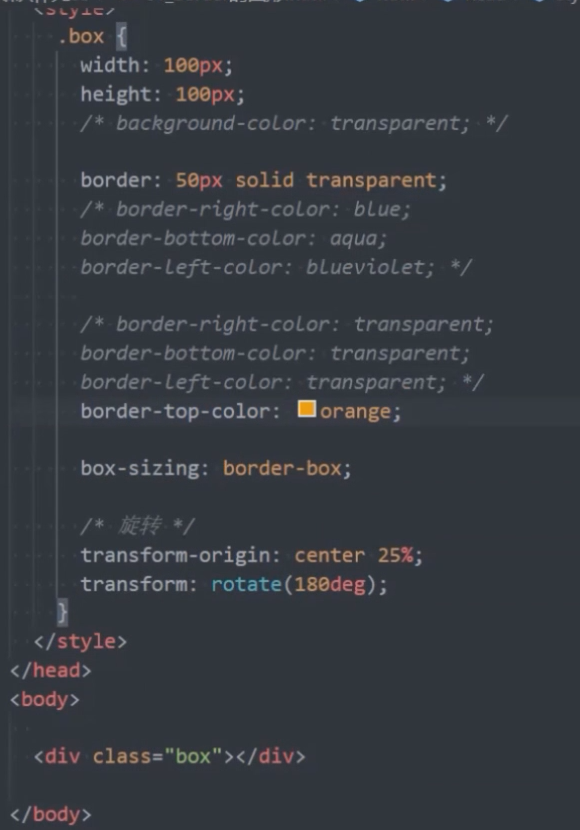 <style>
.box {
width: 100px;
height: 100px;
/* background-color: transparent; */
border: 50px solid transparent;
/* border-right-color: blue;
border-bottom-color: aqua;
border-left-color: blueviolet; */
/* border-right-color: transparent;
border-bottom-color: transparent;
border-left-color: transparent; */
border-top-color: orange;
box-sizing: border-box;
/* 旋转 */
transform-origin: center 25%;
transform: rotate(180deg);
}
</style>
</head>
<body>
<div class="box"></div>
</body>